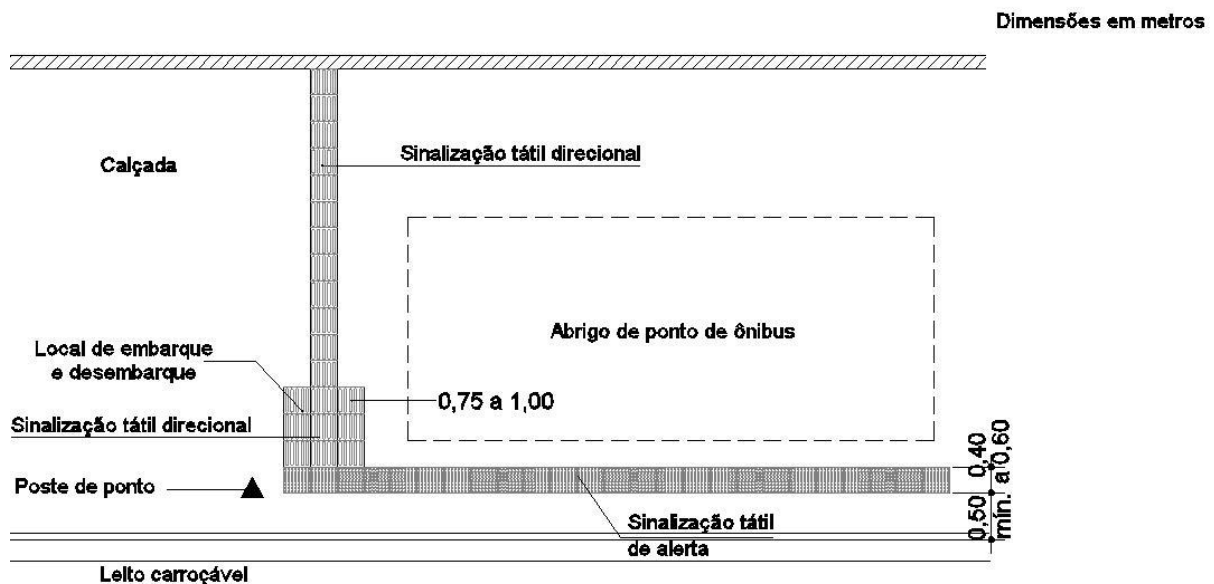 Dimensões em metros
Sinalização tátil direcional
Calçada
Abrigo de ponto de ônibus
Local de embarque
e desembarque
0,75 a 1,00
Sinalização tátil direcional
Poste de ponto
0,40
a 0,60
0,50
mín.
Sinalização tátil
de alerta
Leito carroçável